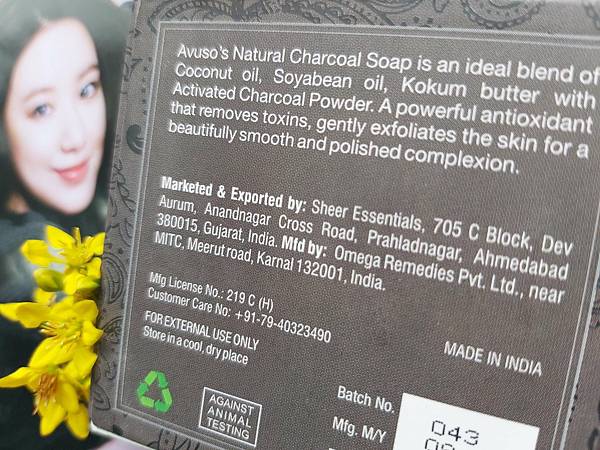 Avuso's Natural Charcoal Soap is an ideal blend of
Coconut oil, Soyabean oil, Kokum butter with
Activated Charcoal Powder. A powerful antioxidant
that removes toxins, gently exfoliates the skin for a
beautifully smooth and polished complexion.
Marketed & Exported by: Sheer Essentials, 705 C Block, Dev
Aurum, Anandnagar Cross Road, Prahladnagar, Ahmedabad
380015, Gujarat, India. Mfd by: Omega Remedies Pvt. Ltd., near
MITC, Meerut road, Karnal 132001, India.
Mfg License No.: 219 C (H)
Customer Care No: +91-79-40323490
FOR EXTERNAL USE ONLY
Store in a cool, dry place
MADE IN INDIA
AGAINST
ANIMAL
TESTING
Batch No.
043
Mfg. M/Y